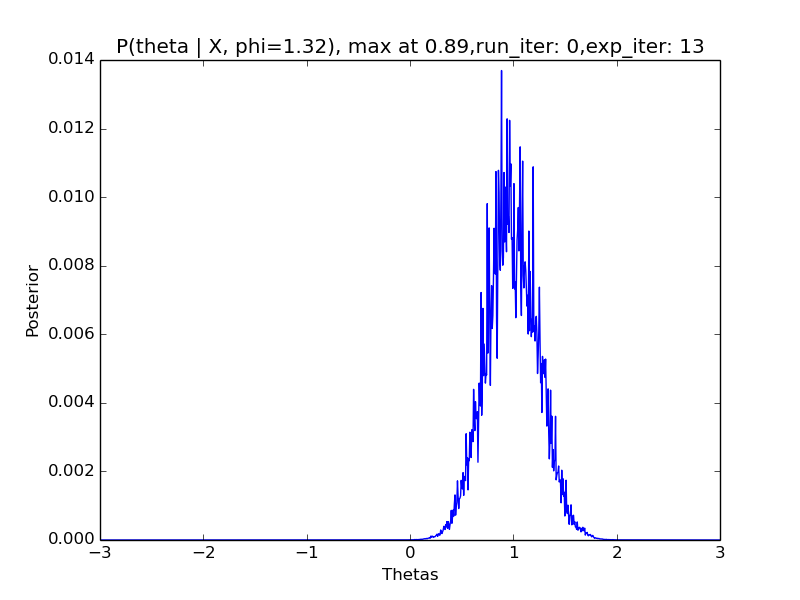 P(theta | X, phi=1.32), max at 0.89,run_iter: 0,exp_iter: 13
0.014
0.012
0.010
0.008
0.006
0.004
0.002
0.000
Posterior
−3 −2 −1 0 1 2 3
Thetas